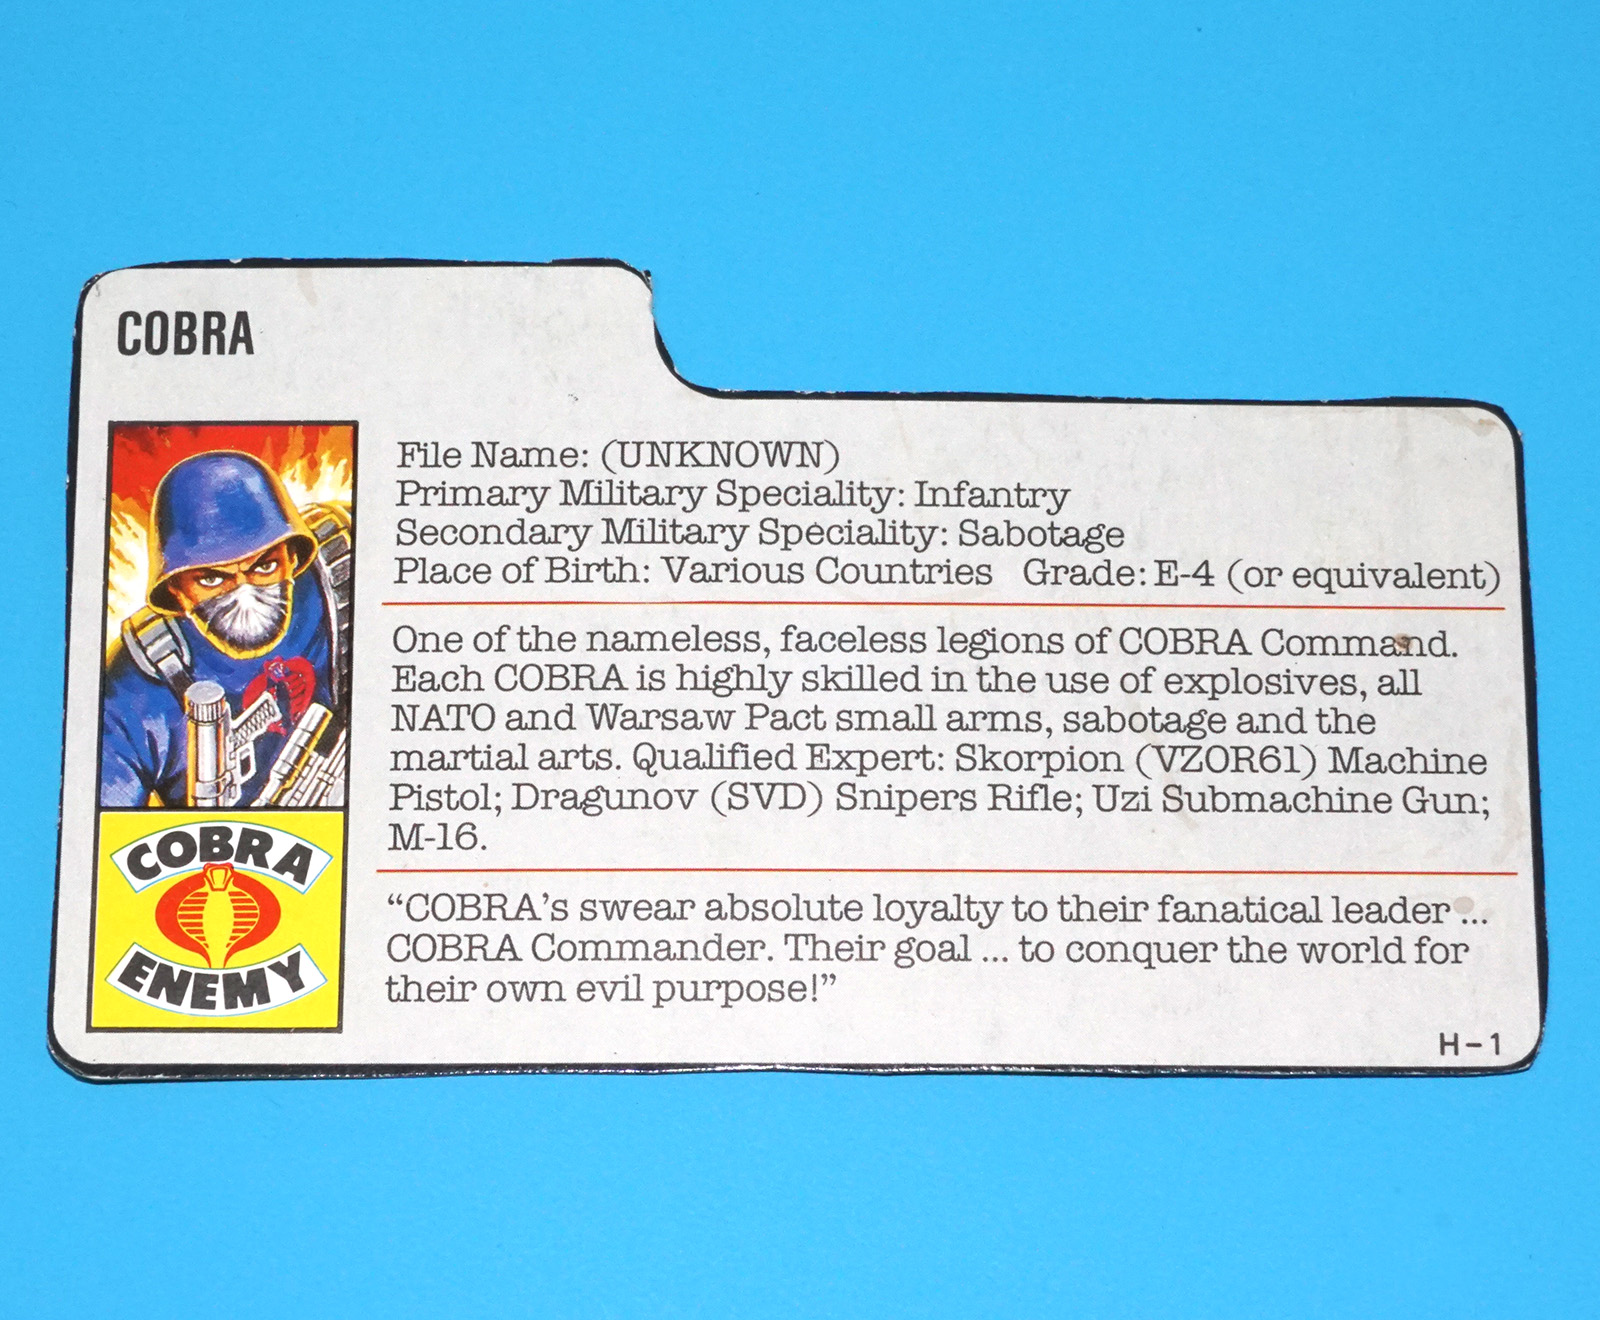 COBRA
File Name: (UNKNOWN)
Primary Military Speciality: Infantry
Secondary Military Speciality: Sabotage
Place of Birth: Various Countries Grade: E-4 (or equivalent)
One of the nameless, faceless legions of COBRA Command.
Each COBRA is highly skilled in the use of explosives, all
NATO and Warsaw Pact small arms, sabotage and the
martial arts. Qualified Expert: Skorpion (VZOR61) Machine
Pistol; Dragunov (SVD) Snipers Rifle; Uzi Submachine Gun;
M-16.
COBRA
ENEMY
“COBRA’s swear absolute loyalty to their fanatical leader ...
COBRA Commander. Their goal ... to conquer the world for
their own evil purpose!”
H-1